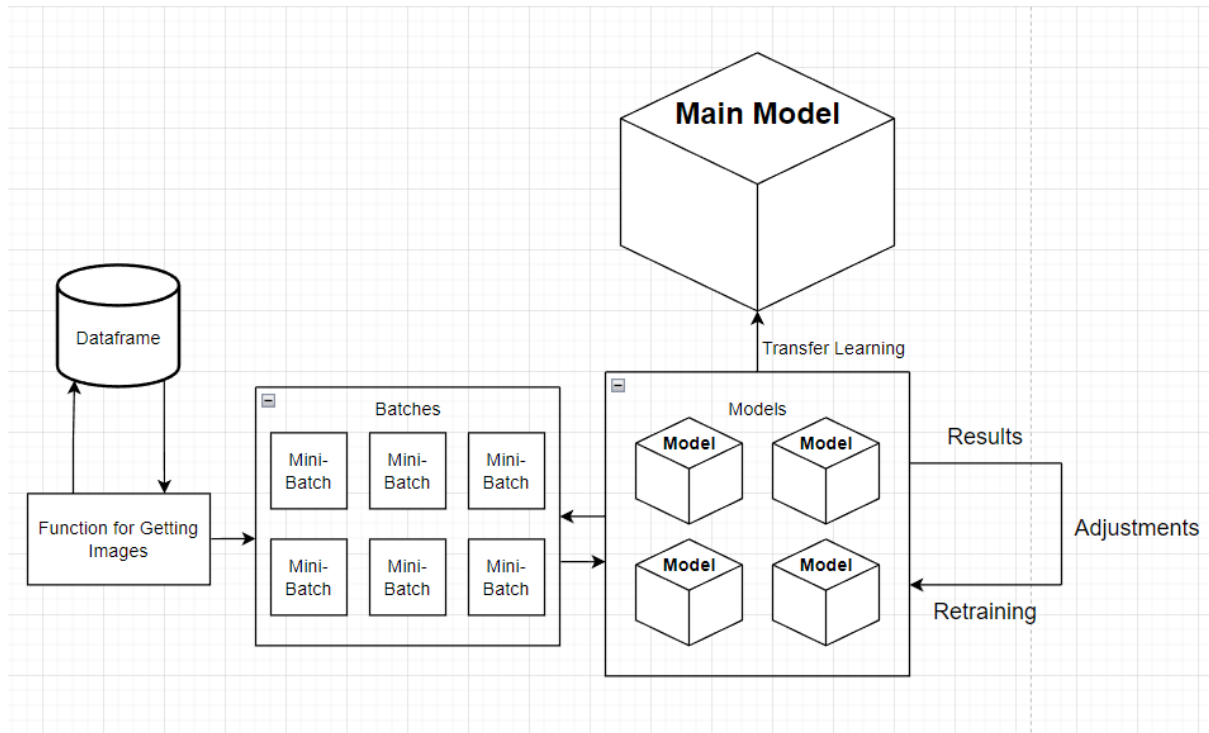 Main Model
Dataframe
Transfer Learning
Batches
Models
Mini-
Batch
Mini-
Batch
Mini-
Batch
Model
Model
Results
Function for Getting
Images
Adjustments
Mini-
Batch
Mini-
Batch
Mini-
Batch
Model
Model
Retraining